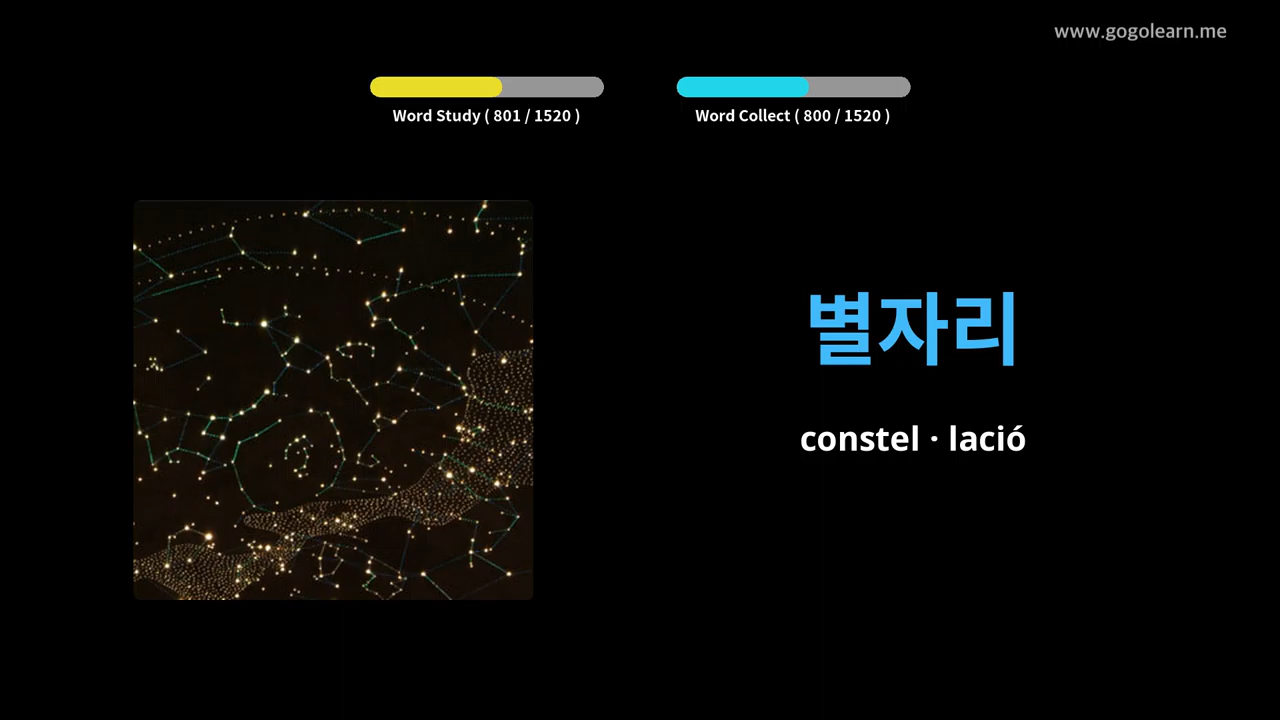 www.gogolearn.me
Word Study ( 801 / 1520 )
Word Collect ( 800 / 1520 )
별자리
constel · lació